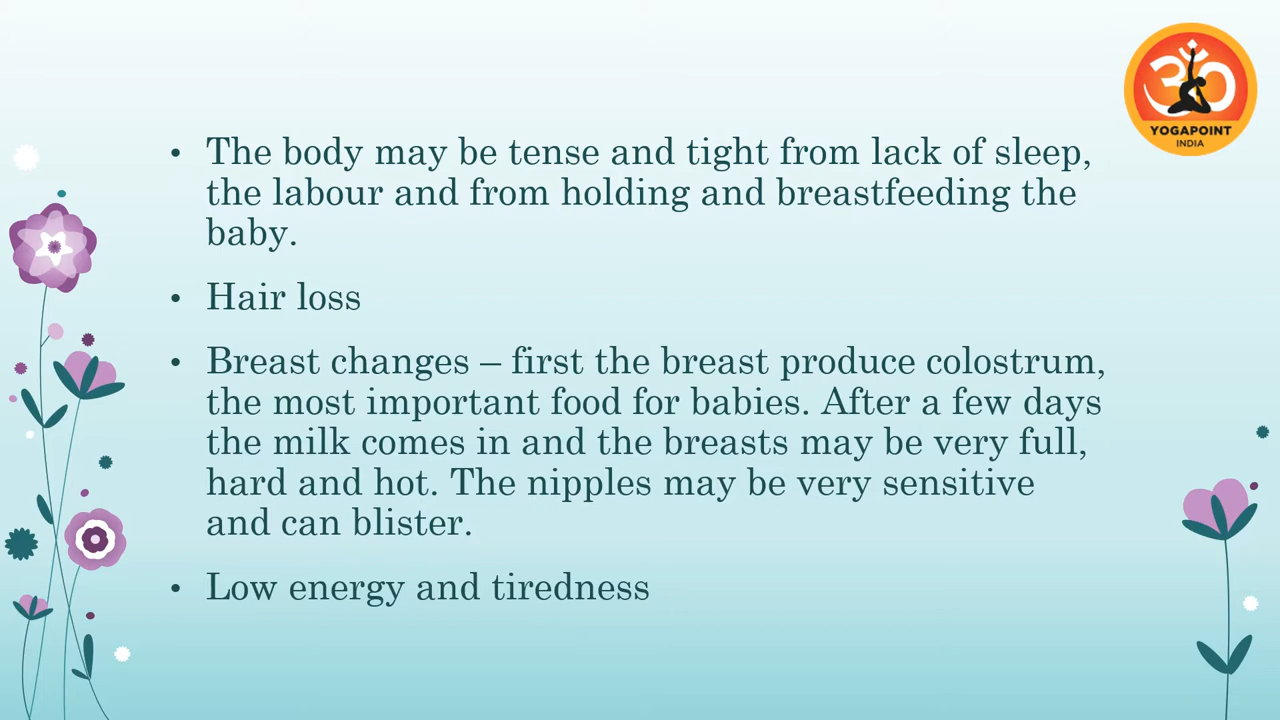 YOGAPOINT
INDIA
• The body may be tense and tight from lack of sleep,
the labour and from holding and breastfeeding the
baby.
• Hair loss
• Breast changes – first the breast produce colostrum,
the most important food for babies. After a few days
the milk comes in and the breasts may be very full,
hard and hot. The nipples may be very sensitive
and can blister.
• Low energy and tiredness